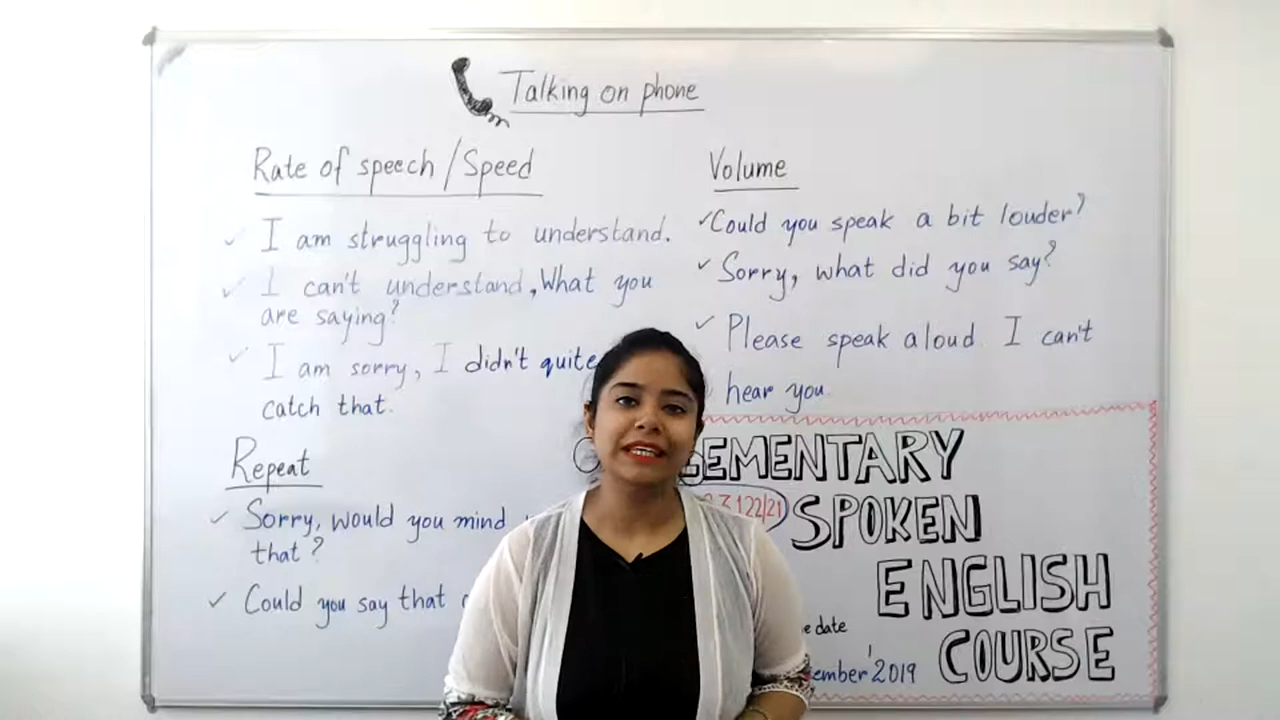 Talking on phone
Rate of speech/Speed
I am struggling to understand.
I can't understand, What you
are saying?
I am sorry, I didn't quite
catch that.
Repeat
Sorry, would you mind
that?
Could you say that
Volume
Could you speak a bit louder?
Sorry, what did you say?
Please speak aloud. I can't
hear you.
EMENTARY
122/21
SPOKEN
ENGLISH
date
COURSE
2019